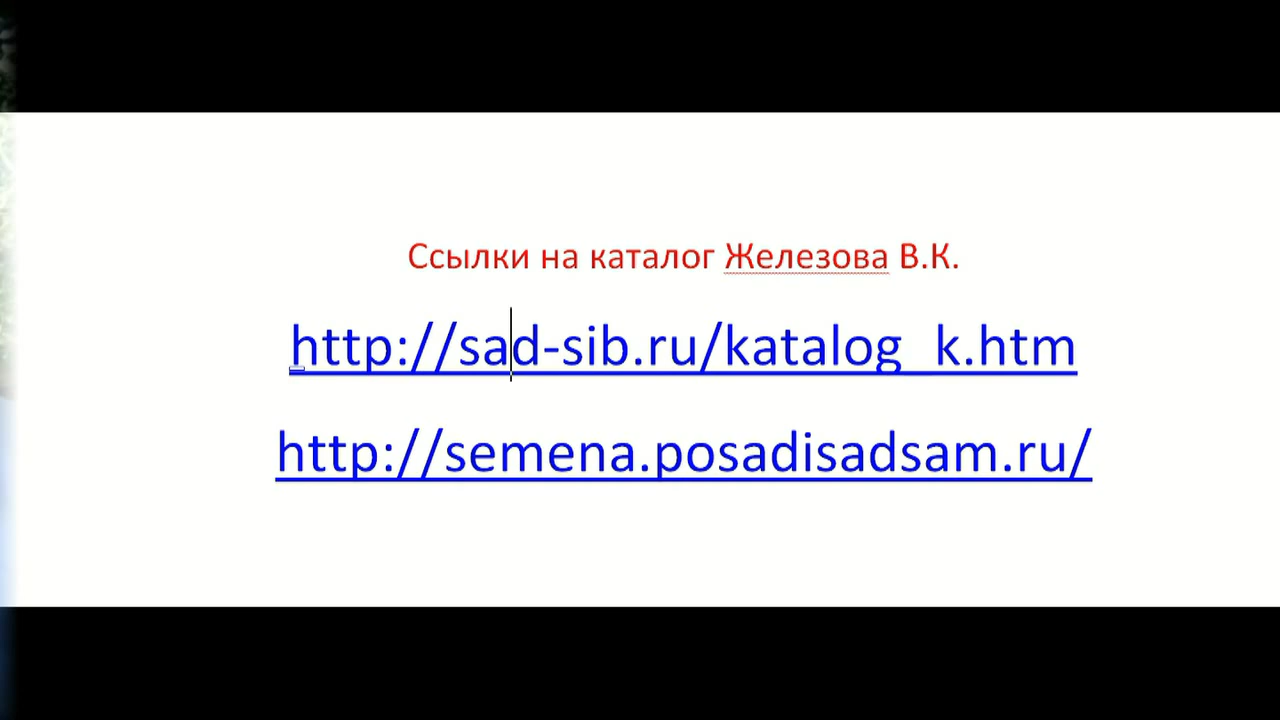 Ссылки на каталог Железова В.К.
http://sad-sib.ru/katalog_k.htm
http://semena.posadisadsam.ru/